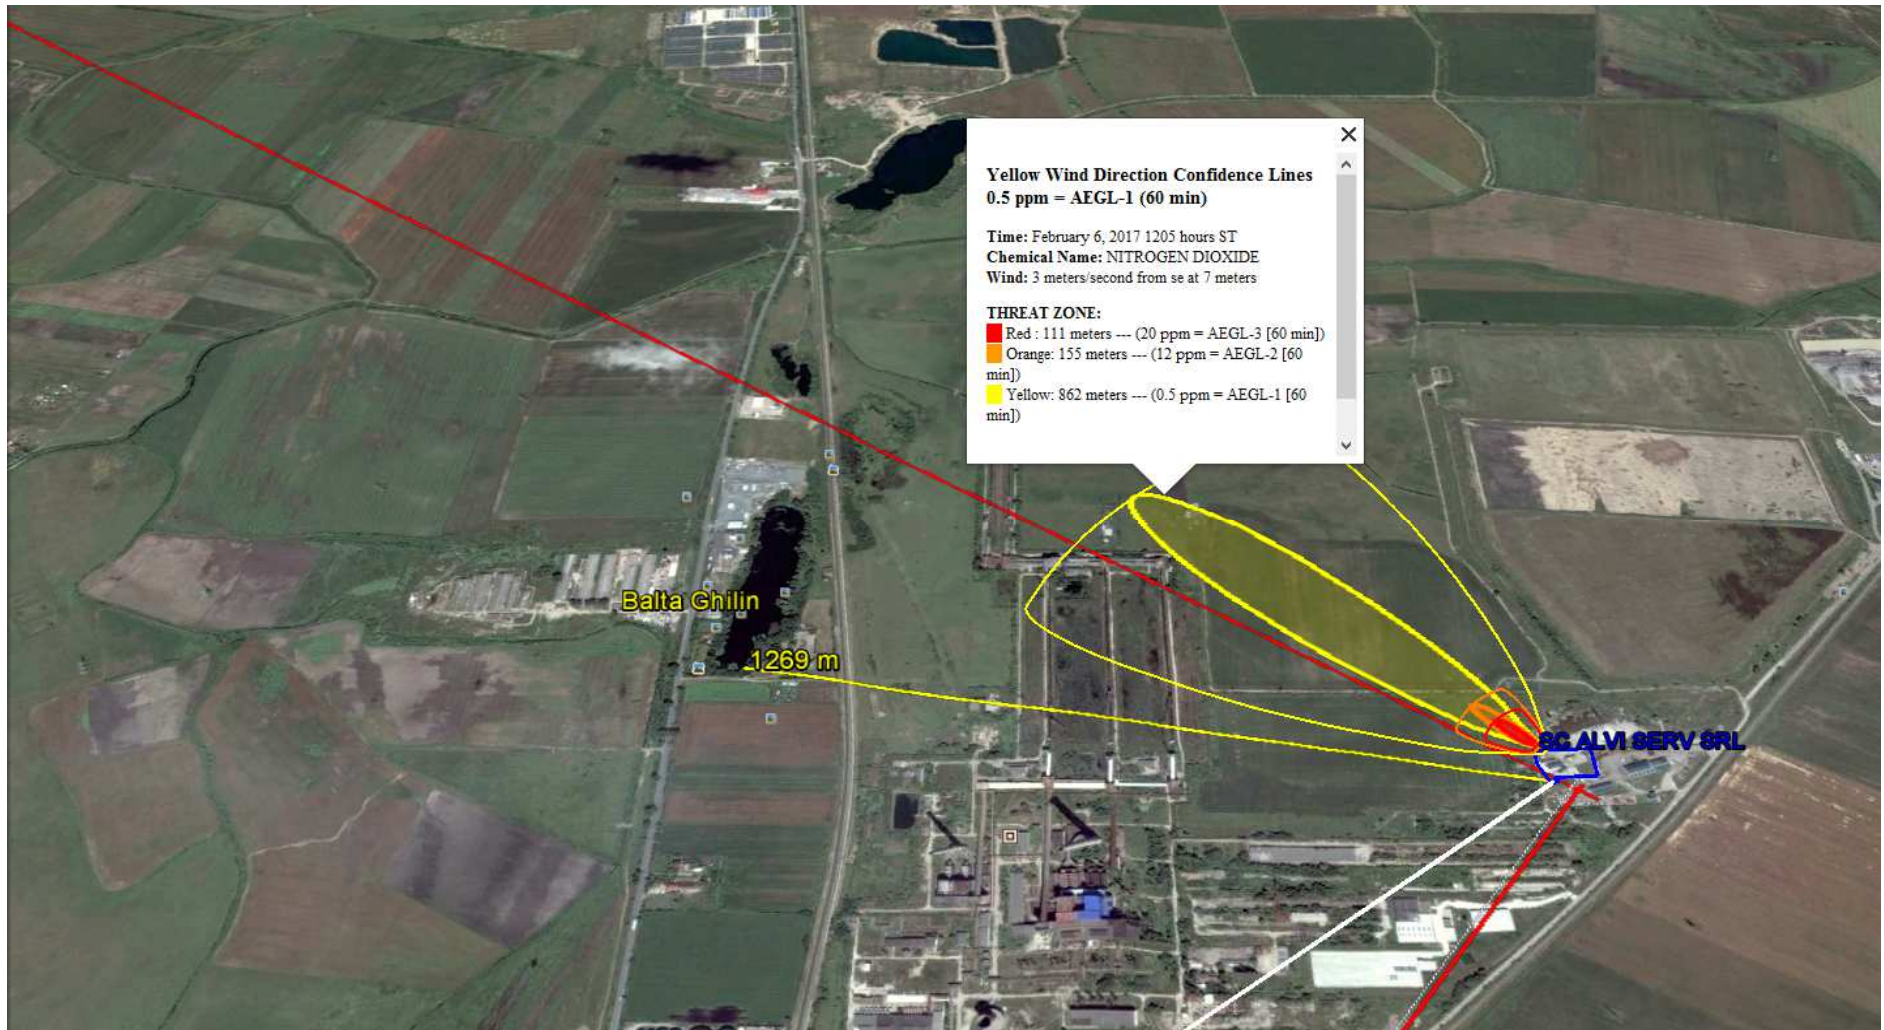 Yellow Wind Direction Confidence Lines
0.5 ppm = AEGL-1 (60 min)
Time: February 6, 2017 1205 hours ST
Chemical Name: NITROGEN DIOXIDE
Wind: 3 meters/second from se at 7 meters
THREAT ZONE:
Red : 111 meters --- (20 ppm = AEGL-3 [60 min])
Orange: 155 meters --- (12 ppm = AEGL-2 [60
min])
Yellow: 862 meters --- (0.5 ppm = AEGL-1 [60
min])
Balta Ghilin
1269 m
SC ALVI SERV SRL